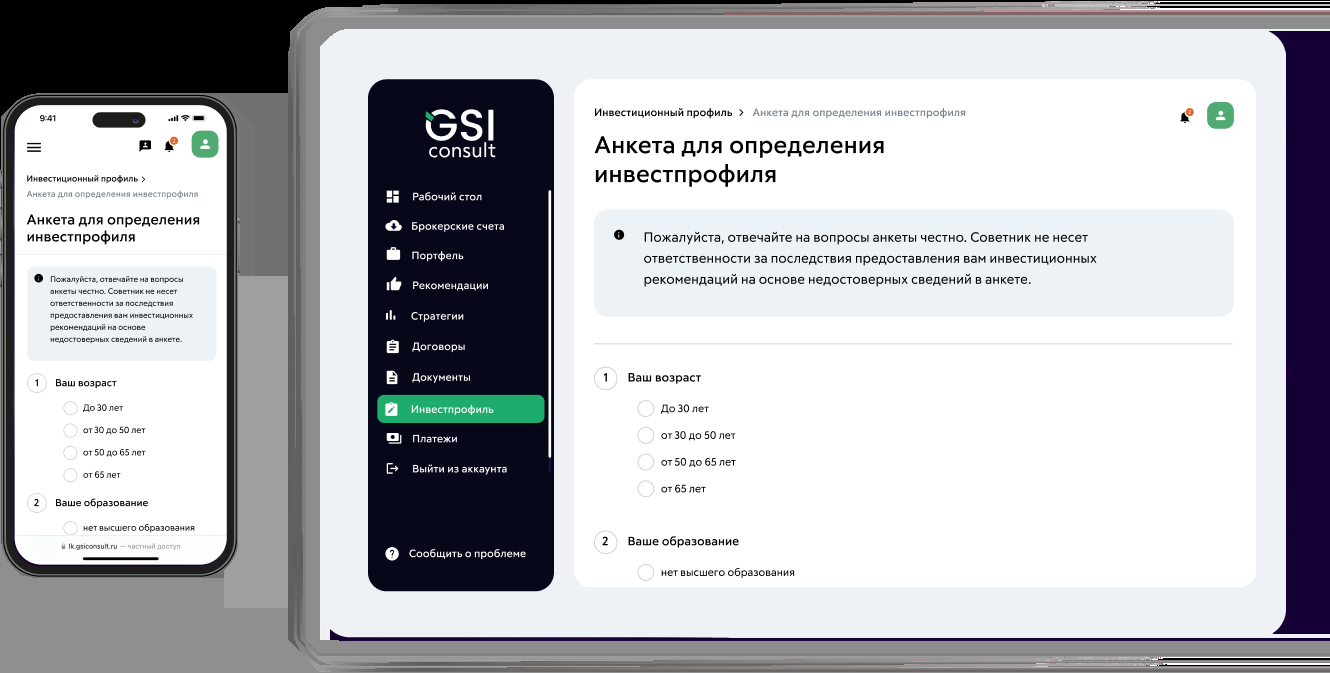 9:41
2
Инвестиционный профиль >
Анкета для определения инвестпрофиля
Анкета для определения
инвестпрофиля
Пожалуйста, отвечайте на вопросы
анкеты честно. Советник не несет
ответственности за последствия
предоставления вам инвестиционных
рекомендаций на основе
недостоверных сведений в анкете.
1 Ваш возраст
До 30 лет
от 30 до 50 лет
от 50 до 65 лет
от 65 лет
2 Ваше образование
нет высшего образования
lk.gsiconsult.ru — частный доступ
GSI
consult
Рабочий стол
Брокерские счета
Портфель
Рекомендации
Стратегии
Договоры
Документы
Инвестпрофиль
Платежи
Выйти из аккаунта
Сообщить о проблеме
Инвестиционный профиль > Анкета для определения инвестпрофиля
2
Анкета для определения
инвестпрофиля
Пожалуйста, отвечайте на вопросы анкеты честно. Советник не несет
ответственности за последствия предоставления вам инвестиционных
рекомендаций на основе недостоверных сведений в анкете.
1 Ваш возраст
До 30 лет
от 30 до 50 лет
от 50 до 65 лет
от 65 лет
2 Ваше образование
нет высшего образования